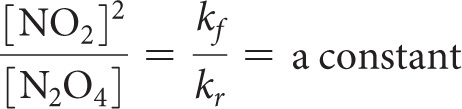 [NO₂]² / [N₂O₄] = k_f / k_r = a constant